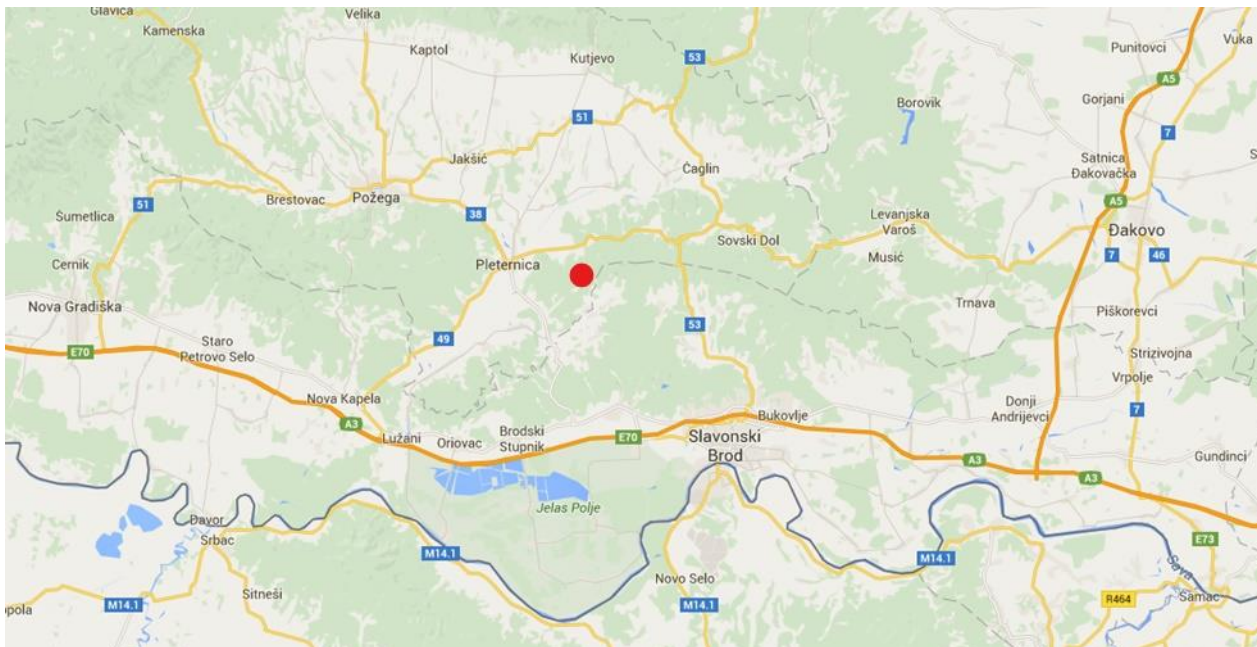 Glavica
Velika
Kamenska
Kaptol
Kutjevo
53
Punitovci
Vuka
A5
Gorjani
Borovik
51
7
Jakšić
Čaglin
Satnica
Đakovačka
S
Požega
Brestovac
51
Šumetlica
38
A5
Levanjska
Varoš
Đakovo
Sovski Dol
Pleternica
Musić
7
46
Cernik
Nova Gradiška
Trnava
Piškorevci
53
49
Staro
Petrovo Selo
E70
Strizivojna
Vrpolje
Nova Kapela
A3
Bukovlje
Donji
Andrijevci
7
Lužani
Oriovac
Brodski
Stupnik
E70
Slavonski
Brod
A3
A3
Gundinci
Jelas Polje
Davor
Srbac
M14.1
M14.1
E73
Sava
Novo Selo
Sitneši
M14.1
M14.1
R464
Šamac
opola